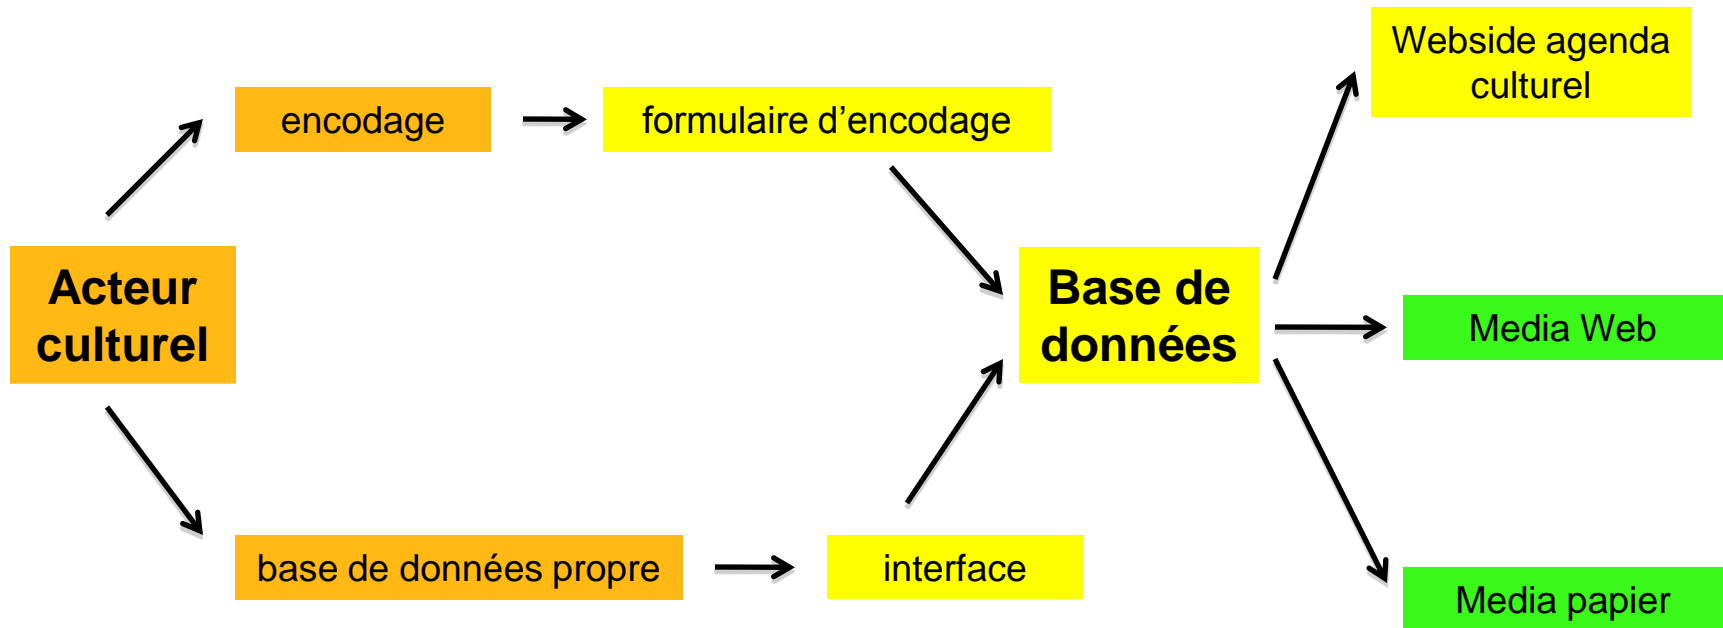 Webside agenda
culturel
encodage
formulaire d’encodage
Acteur
culturel
Base de
données
Media Web
base de données propre
interface
Media papier